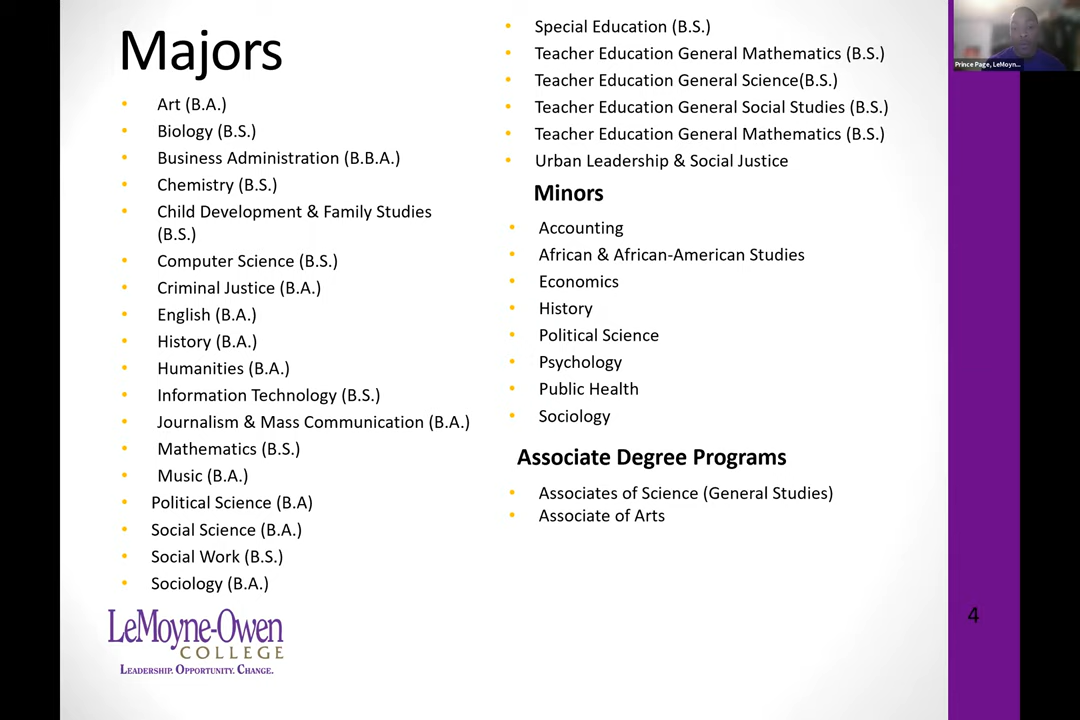 Majors
Art (B.A.)
Biology (B.S.)
Business Administration (B.B.A.)
Chemistry (B.S.)
Child Development & Family Studies
(B.S.)
Computer Science (B.S.)
Criminal Justice (B.A.)
English (B.A.)
History (B.A.)
Humanities (B.A.)
Information Technology (B.S.)
Journalism & Mass Communication (B.A.)
Mathematics (B.S.)
Music (B.A.)
Political Science (B.A)
Social Science (B.A.)
Social Work (B.S.)
Sociology (B.A.)
LeMoyne-Owen
COLLEGE
LEADERSHIP. OPPORTUNITY. CHANGE.
Special Education (B.S.)
Teacher Education General Mathematics (B.S.)
Teacher Education General Science(B.S.)
Teacher Education General Social Studies (B.S.)
Teacher Education General Mathematics (B.S.)
Urban Leadership & Social Justice
Minors
Accounting
African & African-American Studies
Economics
History
Political Science
Psychology
Public Health
Sociology
Associate Degree Programs
Associates of Science (General Studies)
Associate of Arts
Prince Page, LeMoyn...
4